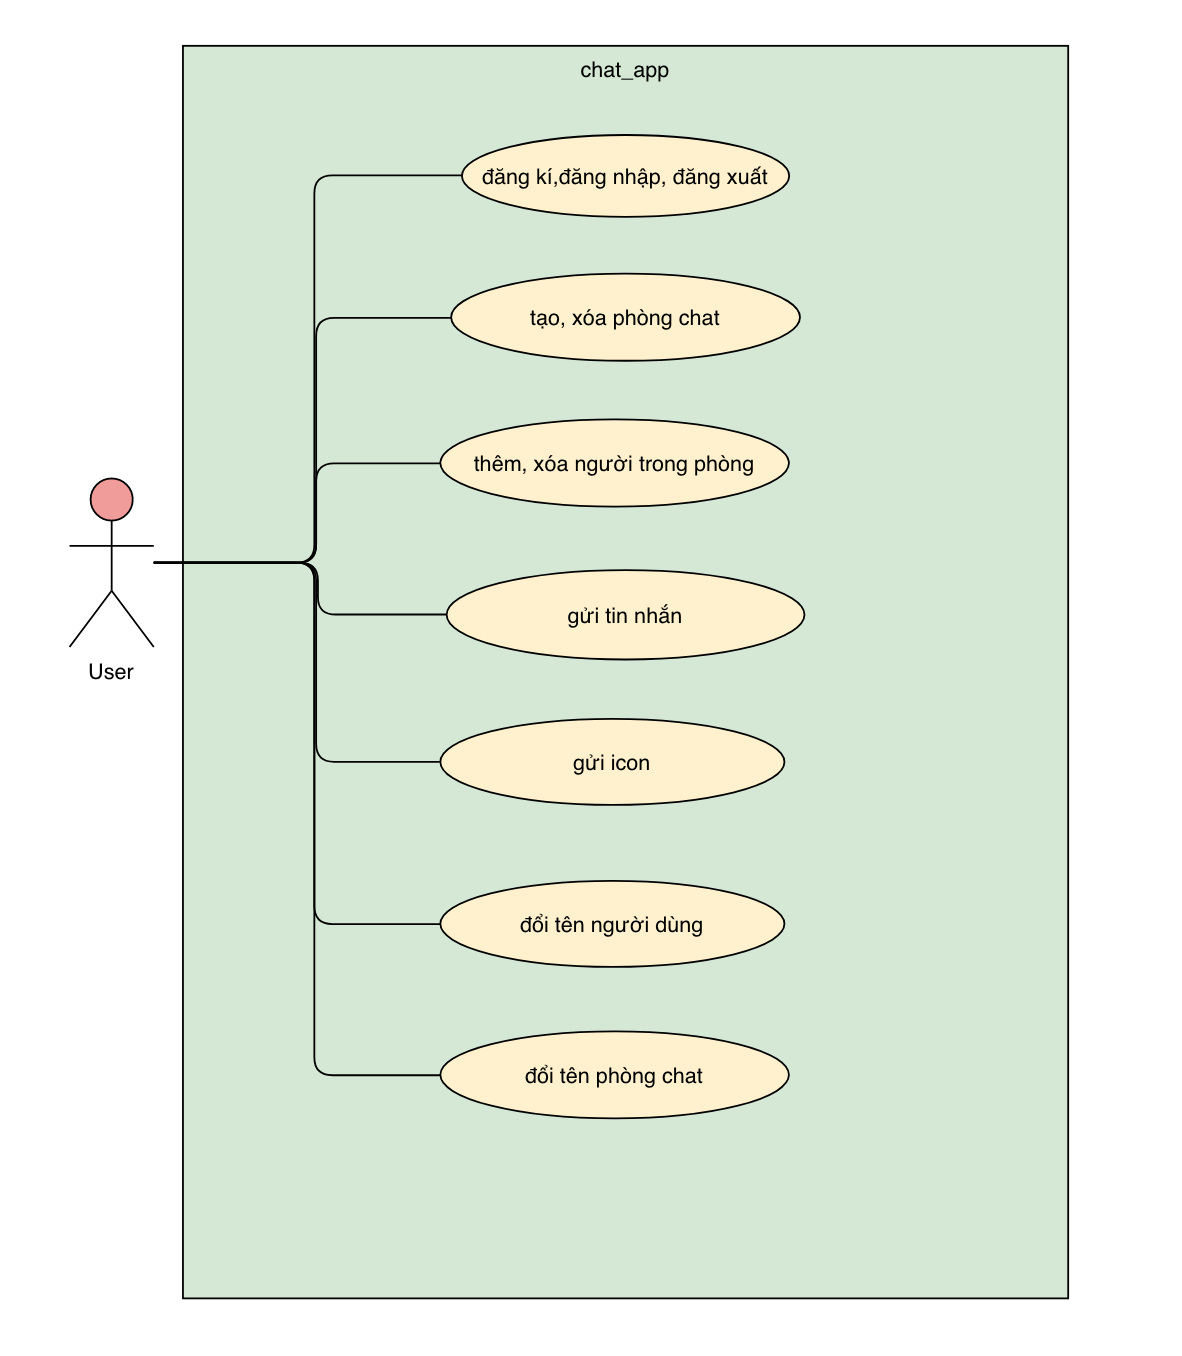 chat_app
đăng kí,đăng nhập, đăng xuất
tạo, xóa phòng chat
thêm, xóa người trong phòng
gửi tin nhắn
gửi icon
đổi tên người dùng
đổi tên phòng chat
User